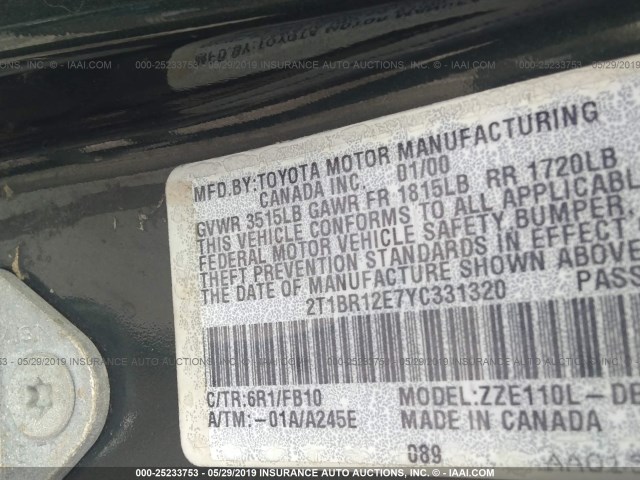 000-25233753 - 05/29/2019 INSURANCE AUTO AUCTIONS, INC. © - IAAI.COM
MFD.BY:TOYOTA MOTOR MANUFACTURING
CANADA INC. 01/00
GVWR 3515LB GAWR FR 1815LB RR 1720LB
THIS VEHICLE CONFORMS TO ALL APPLICABLE
FEDERAL MOTOR VEHICLE SAFETY, BUMPER,
THEFT PREVENTION STANDARDS IN EFFECT
THE DATE OF MANUFACTURE SHOWN ABOVE
2T1BR12E7YC331320 PASS
C/TR:6R1/FB10 MODEL:ZZE110L-DE
A/TM:-01A/A245E MADE IN CANADA
089